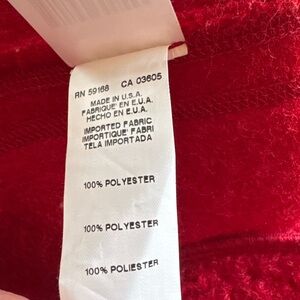 RN 59168 CA 03605
MADE IN U.S.A.
FABRIQUE' EN E.U.A.
HECHO EN E.U.A.
IMPORTED FABRIC
IMPORTIQUE' FABRI
TELA IMPORTADA
100% POLYESTER
100% POLYESTER
100% POLIESTER